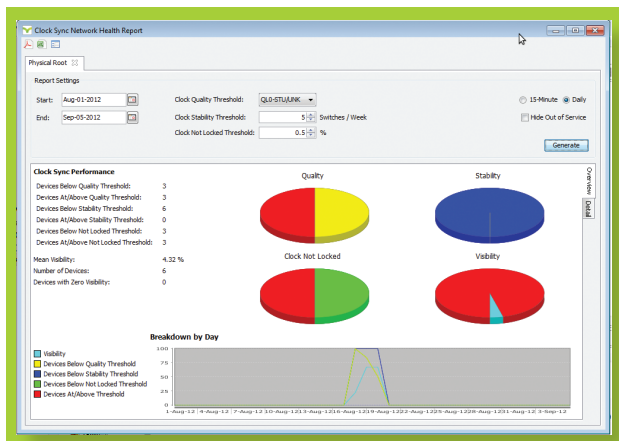 Clock Sync Network Health Report
Physical Root
Report Settings
Start: Aug-01-2012 Clock Quality Threshold: QL0-STU/UNK 15-Minute Daily
End: Sep-05-2012 Clock Stability Threshold: 5 Switches / Week Hide Out of Service
Clock Not Locked Threshold: 0.5 %
Generate
Clock Sync Performance
Devices Below Quality Threshold: 3
Devices At/Above Quality Threshold: 3
Devices Below Stability Threshold: 6
Devices At/Above Stability Threshold: 0
Devices Below Not Locked Threshold: 3
Devices At/Above Not Locked Threshold: 3
Mean Visibility: 4.32 %
Number of Devices: 6
Devices with Zero Visibility: 0
Quality
Stability
Clock Not Locked
Visibility
Overview
Detail
Breakdown by Day
Visibility
Devices Below Quality Threshold
Devices Below Stability Threshold
Devices Below Not Locked Threshold
Devices At/Above Threshold
100
75
50
25
0
1-Aug-12 4-Aug-12 7-Aug-12 10-Aug-12 13-Aug-12 16-Aug-12 19-Aug-12 22-Aug-12 25-Aug-12 28-Aug-12 31-Aug-12 3-Sep-12